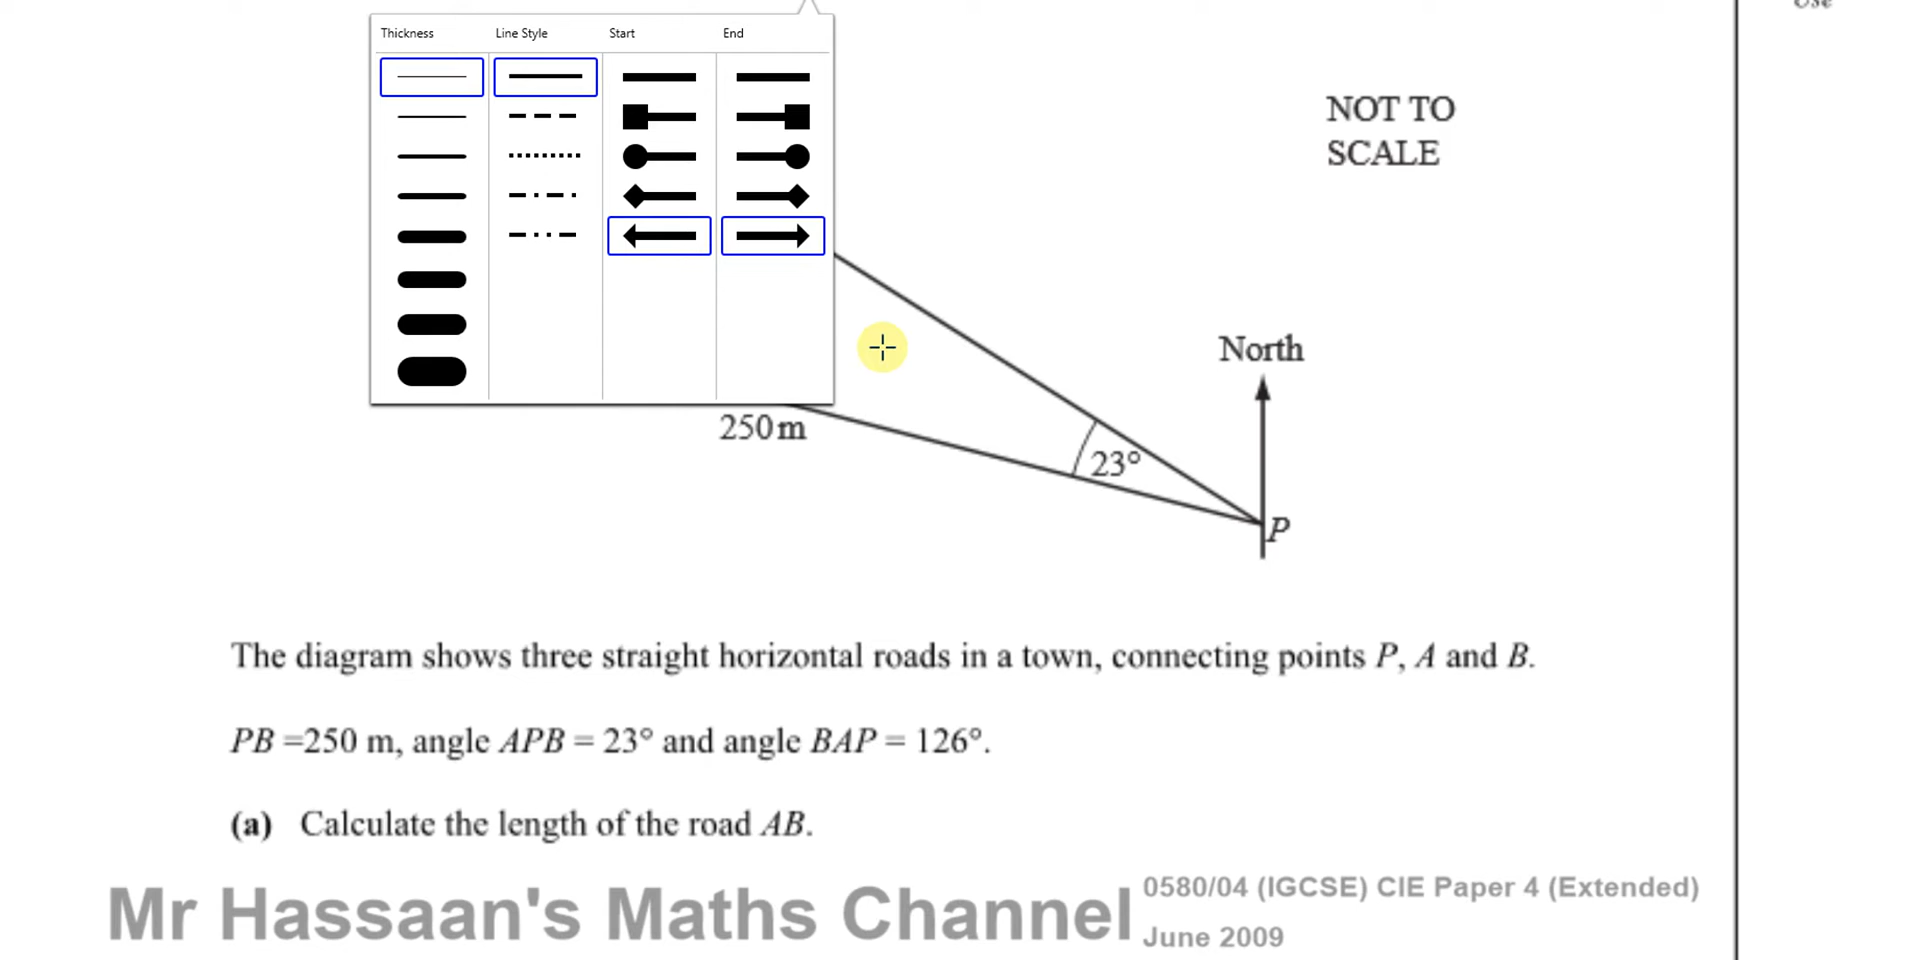 Thickness Line Style Start End
NOT TO
SCALE
North
250 m
23°
P
The diagram shows three straight horizontal roads in a town, connecting points P, A and B.
PB =250 m, angle APB = 23° and angle BAP = 126°.
(a) Calculate the length of the road AB.
Mr Hassaan's Maths Channel
0580/04 (IGCSE) CIE Paper 4 (Extended)
June 2009